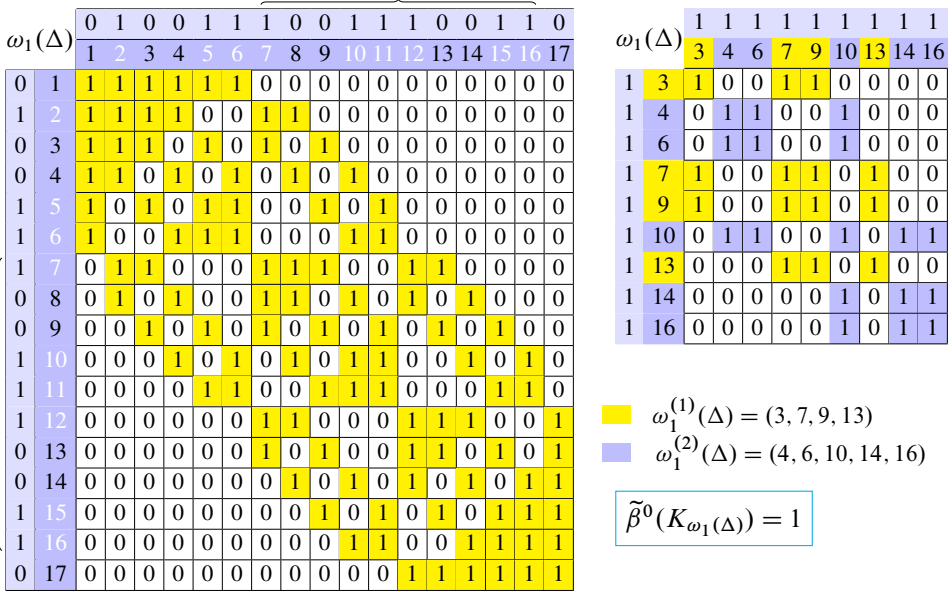 0 1 0 0 1 1 1 0 0 1 1 1 0 0 1 1 0
ω₁(Δ)
1 2 3 4 5 6 7 8 9 10 11 12 13 14 15 16 17
0 1 1 1 1 1 1 1 0 0 0 0 0 0 0 0 0 0 0
1 2 1 1 1 1 0 0 1 1 0 0 0 0 0 0 0 0 0
0 3 1 1 1 0 1 0 1 0 1 0 0 0 0 0 0 0 0
0 4 1 1 0 1 0 1 0 1 0 1 0 0 0 0 0 0 0
1 5 1 0 1 0 1 1 0 0 1 0 1 0 0 0 0 0 0
1 6 1 0 0 1 1 1 0 0 0 1 1 0 0 0 0 0 0
1 7 0 1 1 0 0 0 1 1 1 0 0 1 1 0 0 0 0
0 8 0 1 0 1 0 0 1 1 0 1 0 1 0 1 0 0 0
0 9 0 0 1 0 1 0 1 0 1 0 1 0 1 0 1 0 0
1 10 0 0 0 1 0 1 0 1 0 1 1 0 0 1 0 1 0
1 11 0 0 0 0 1 1 0 0 1 1 1 0 0 0 1 1 0
1 12 0 0 0 0 0 0 1 1 0 0 0 1 1 1 0 0 1
0 13 0 0 0 0 0 0 1 0 1 0 0 1 1 0 1 0 1
0 14 0 0 0 0 0 0 0 1 0 1 0 1 0 1 0 1 1
1 15 0 0 0 0 0 0 0 0 1 0 1 0 1 0 1 1 1
1 16 0 0 0 0 0 0 0 0 0 1 1 0 0 1 1 1 1
0 17 0 0 0 0 0 0 0 0 0 0 0 1 1 1 1 1 1
1 1 1 1 1 1 1 1 1
ω₁(Δ)
3 4 6 7 9 10 13 14 16
1 3 1 0 0 1 1 0 0 0 0
1 4 0 1 1 0 0 1 0 0 0
1 6 0 1 1 0 0 1 0 0 0
1 7 1 0 0 1 1 0 1 0 0
1 9 1 0 0 1 1 0 1 0 0
1 10 0 1 1 0 0 1 0 1 1
1 13 0 0 0 1 1 0 1 0 0
1 14 0 0 0 0 0 1 0 1 1
1 16 0 0 0 0 0 1 0 1 1
ω₁⁽¹⁾(Δ) = (3, 7, 9, 13)
ω₁⁽²⁾(Δ) = (4, 6, 10, 14, 16)
β̃⁰(K_{ω₁(Δ)}) = 1